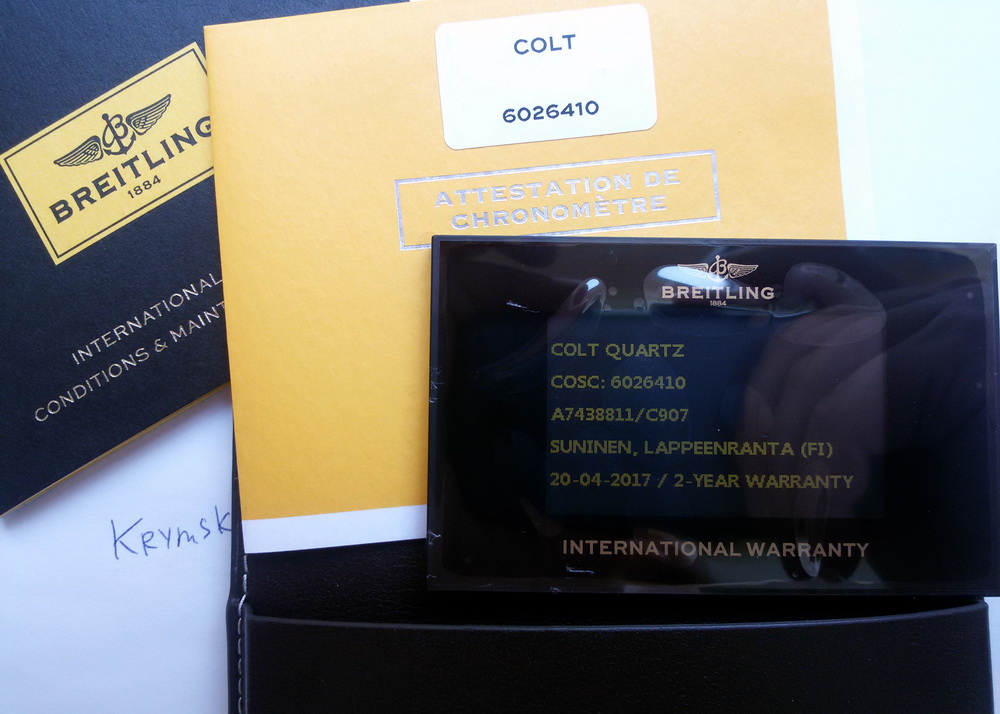 BREITLING
1884
INTERNATIONAL
CONDITIONS &
COLT
6026410
ATTESTATION DE
CHRONOMÈTRE
BREITLING
1884
COLT QUARTZ
COSC: 6026410
A7438811/C907
SUNINEN, LAPPEENRANTA (FI)
20-04-2017 / 2-YEAR WARRANTY
INTERNATIONAL WARRANTY
Krymsk